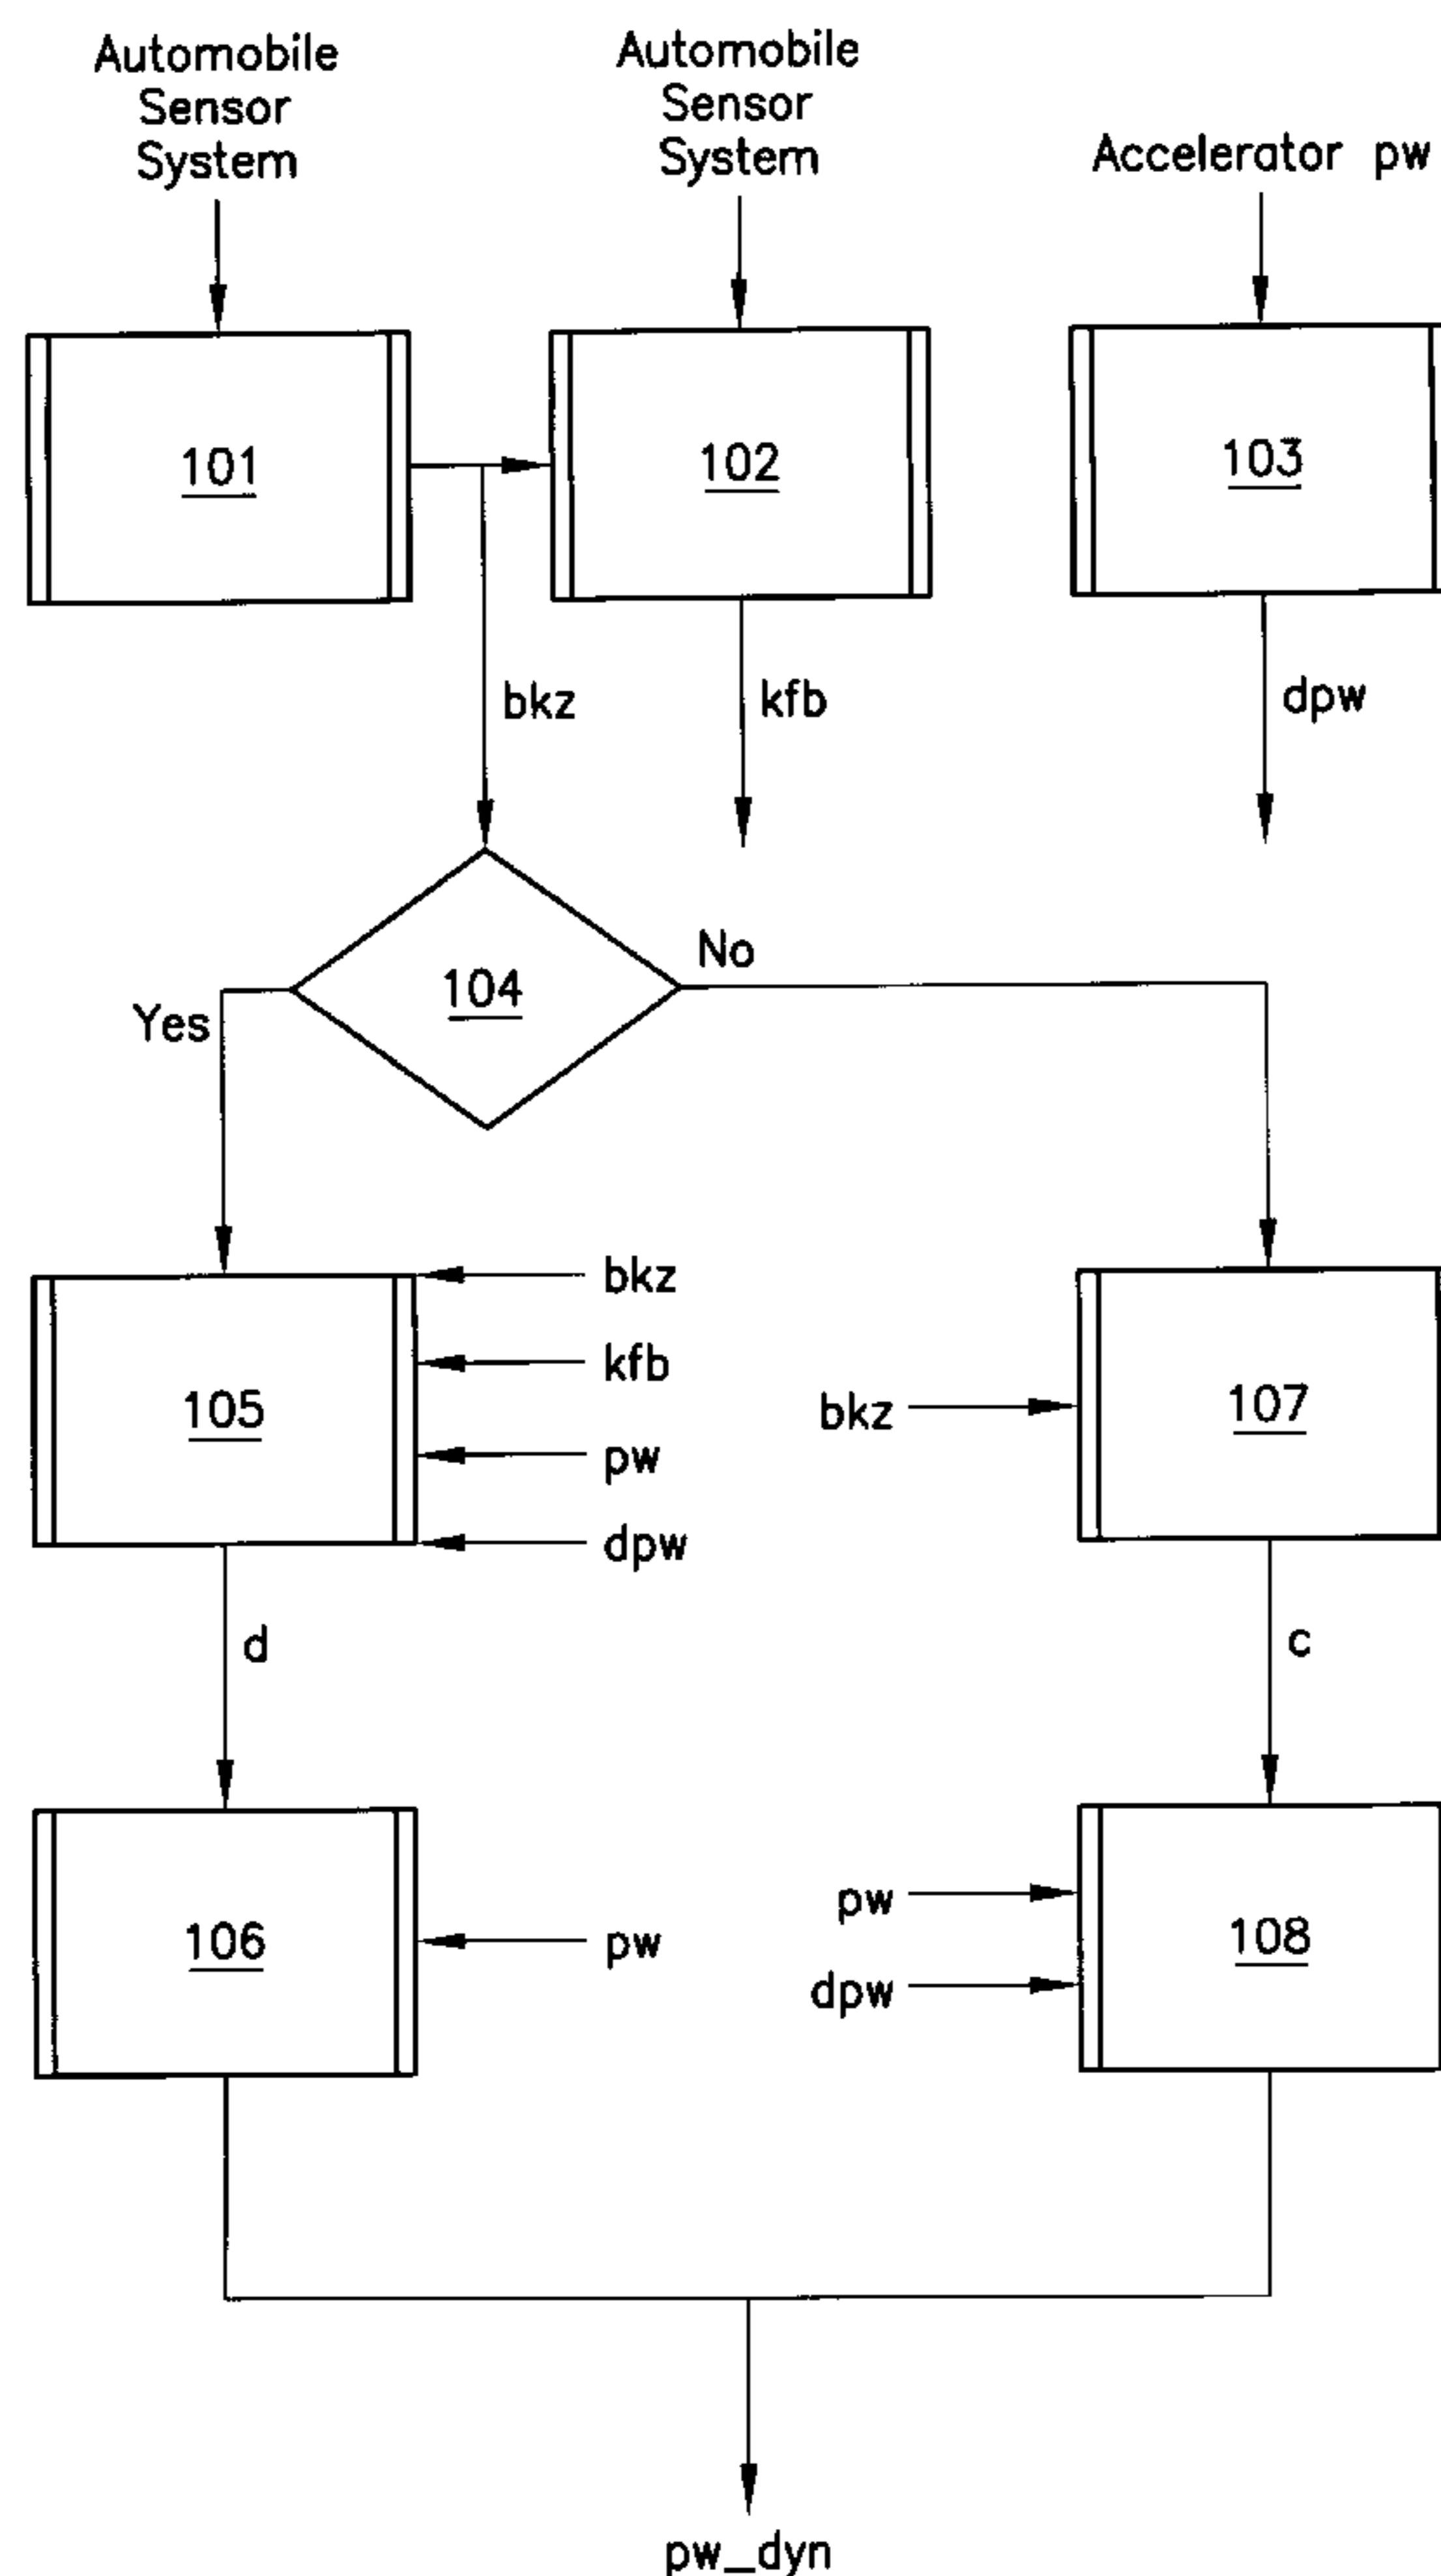 Automobile
Sensor
System
Automobile
Sensor
System
Accelerator pw
101
102
103
bkz
kfb
dpw
104
Yes
No
105
bkz
kfb
pw
dpw
bkz
107
d
c
106
pw
pw
dpw
108
pw_dyn